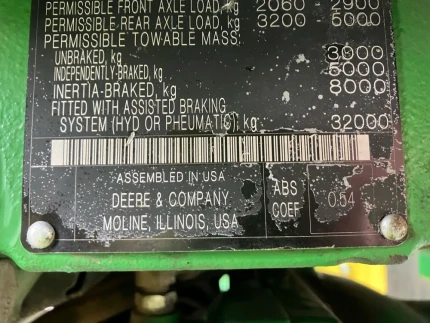 PERMISSIBLE FRONT AXLE LOAD, kg 2060 2900
PERMISSIBLE REAR AXLE LOAD, kg 3200 5000
PERMISSIBLE TOWABLE MASS:
UNBRAKED, kg 3000
INDEPENDENTLY-BRAKED, kg 5000
INERTIA-BRAKED, kg 8000
FITTED WITH ASSISTED BRAKING
SYSTEM (HYD OR PNEUMATIC), kg 32000
ASSEMBLED IN USA
DEERE & COMPANY
MOLINE, ILLINOIS, USA
ABS
COEF
0.54